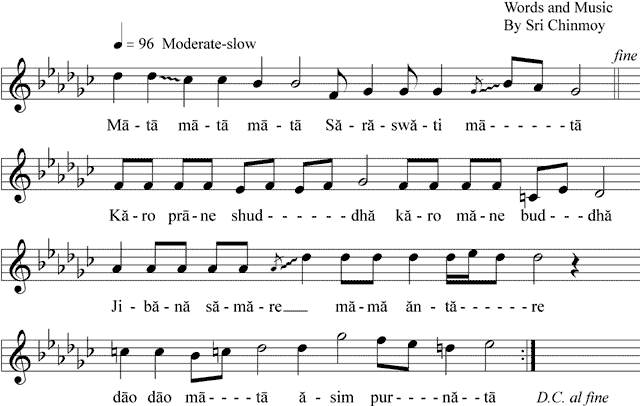 Words and Music
By Sri Chinmoy
= 96 Moderate-slow
fine
Mā - tā mā - tā mā - tā Să - ră - swă - ti mā - - - - - - tā
Kă - ro prā - ne shud - - - - - - dhă kă - ro mă - ne bud - - dhă
Ji - bă - nă să - mă - re____ mă - mă ăn - tă - - - - - - re
dāo dāo mā - - - - tā ă - sim pur - - - nă - tā D.C. al fine